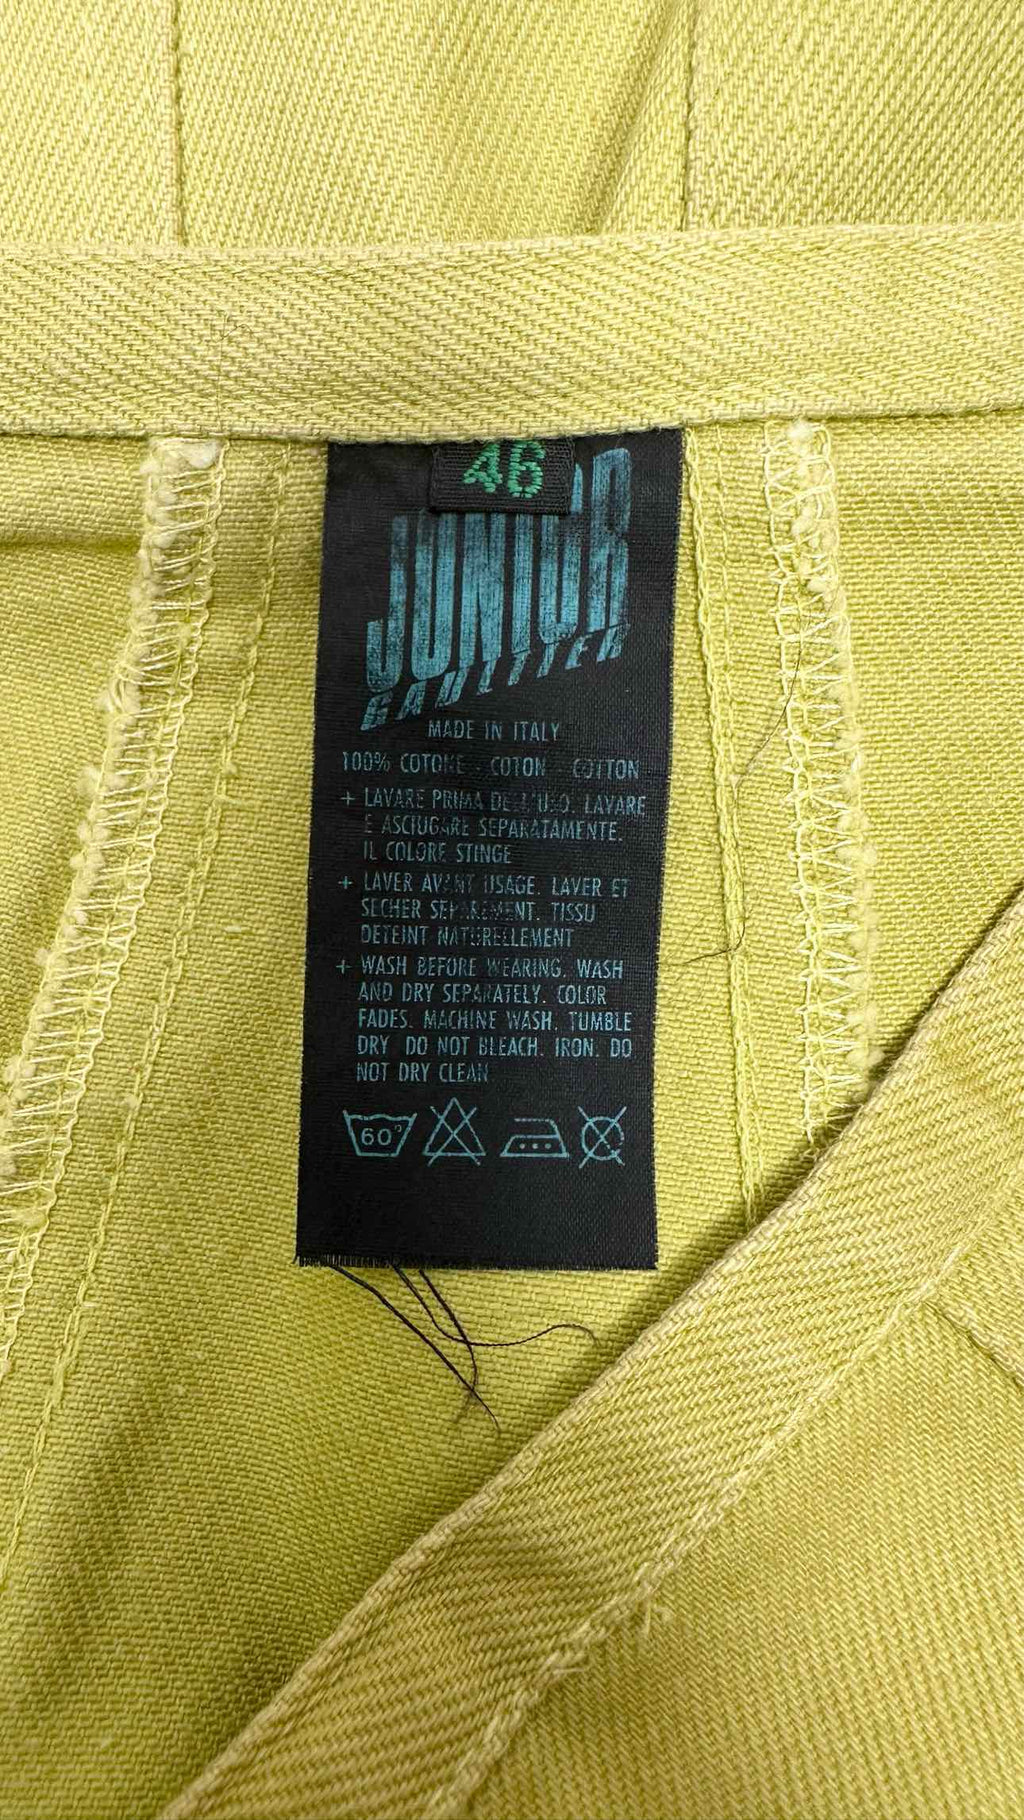 46
JUNIOR
GAULTIER
MADE IN ITALY
100% COTONE - COTON - COTTON
+ LAVARE PRIMA DELL'USO. LAVARE
E ASCIUGARE SEPARATAMENTE.
IL COLORE STINGE
+ LAVER AVANT USAGE. LAVER ET
SECHER SEPAREMENT. TISSU
DETEINT NATURELLEMENT
+ WASH BEFORE WEARING. WASH
AND DRY SEPARATELY. COLOR
FADES. MACHINE WASH. TUMBLE
DRY. DO NOT BLEACH. IRON. DO
NOT DRY CLEAN
60°